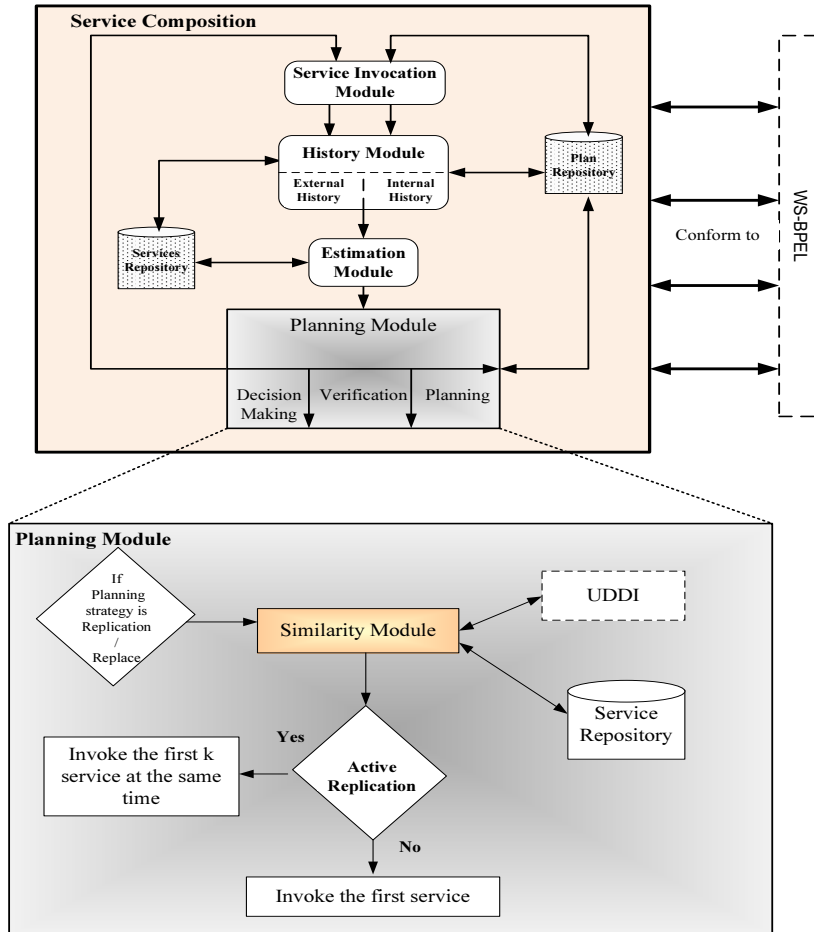 Service Composition
Service Invocation
Module
History Module
External
History
Internal
History
Plan
Repository
Services
Repository
Estimation
Module
Conform to
WS-BPEL
Planning Module
Decision
Making
Verification
Planning
Planning Module
If
Planning
strategy is
Replication
/
Replace
Similarity Module
UDDI
Service
Repository
Yes
Invoke the first k
service at the same
time
Active
Replication
No
Invoke the first service